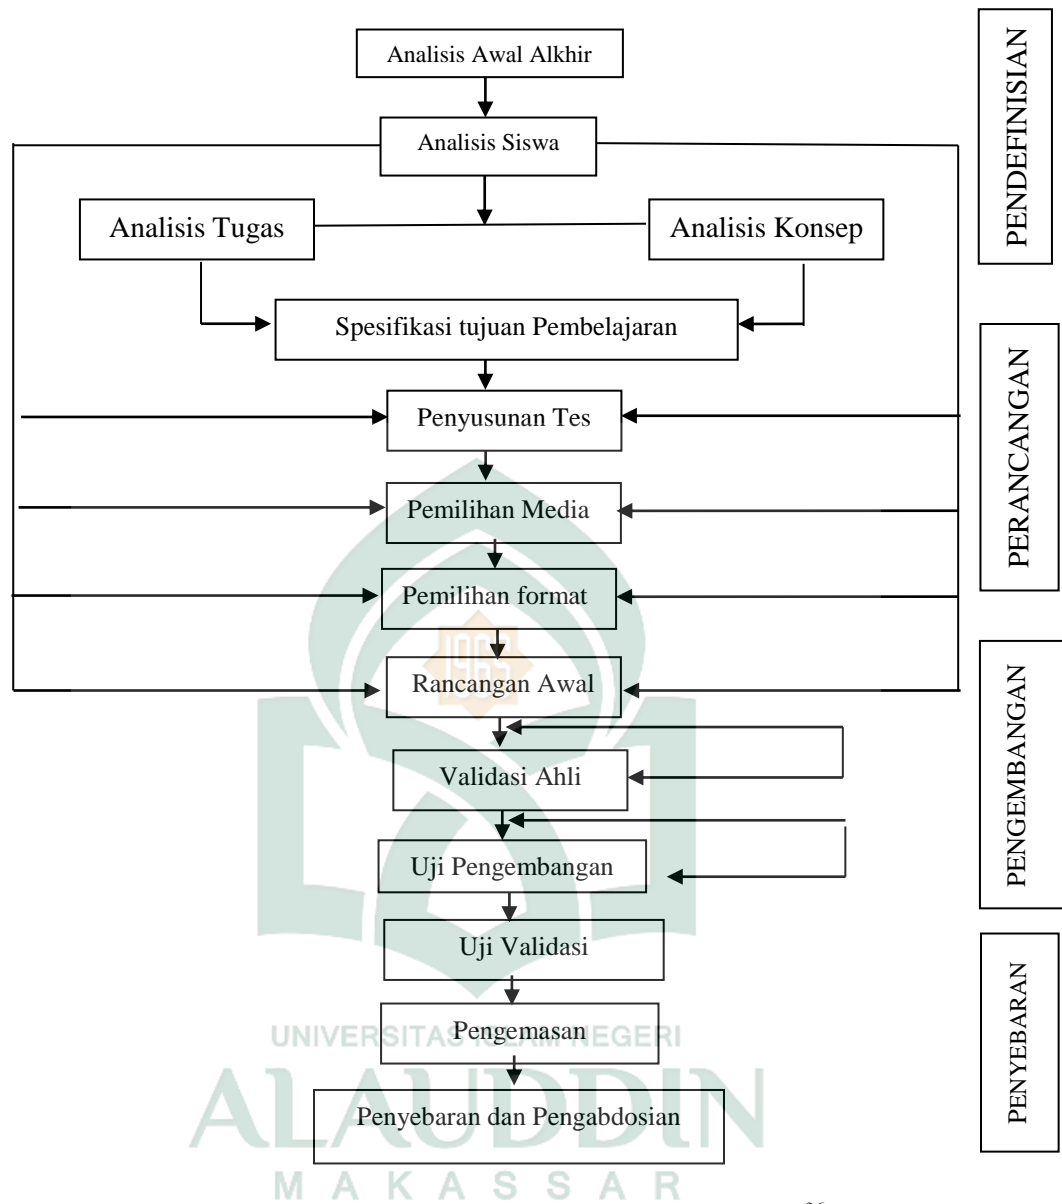 Analisis Awal Alkhir
Analisis Siswa
Analisis Tugas
Analisis Konsep
Spesifikasi tujuan Pembelajaran
Penyusunan Tes
Pemilihan Media
Pemilihan format
1965
Rancangan Awal
Validasi Ahli
Uji Pengembangan
Uji Validasi
UNIVERSITAS ISLAM NEGERI
Pengemasan
ALAUDDIN
Penyebaran dan Pengabdosian
MAKASSAR
PENDEFINISIAN
PERANCANGAN
PENGEMBANGAN
PENYEBARAN